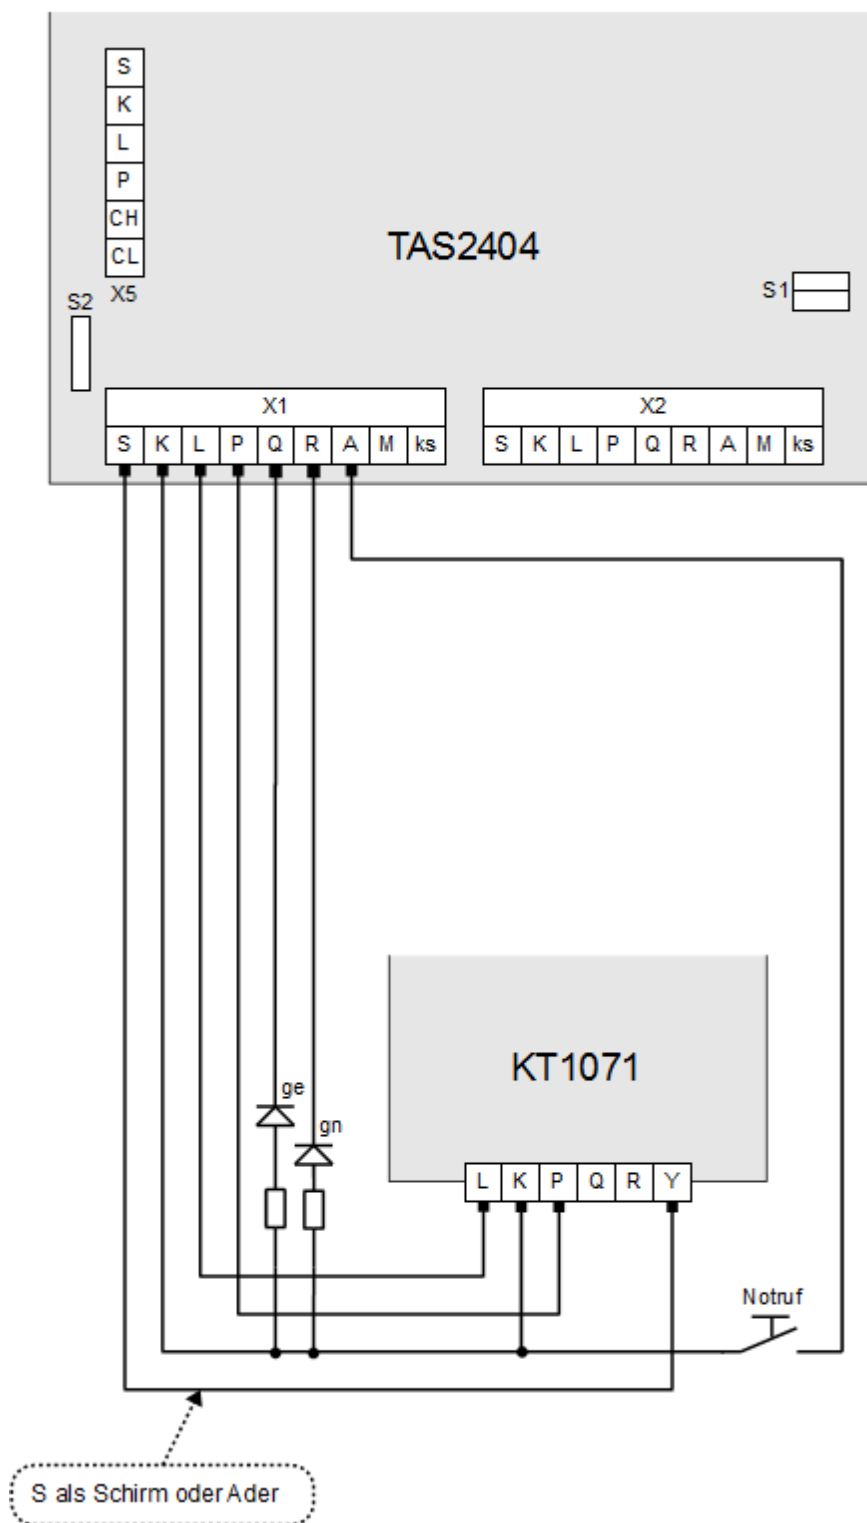 S
K
L
P
CH
CL
X5
S2
TAS2404
S1
X1
S K L P Q R A M ks
X2
S K L P Q R A M ks
KT1071
ge
gn
L K P Q R Y
Notruf
S als Schirm oder Ader